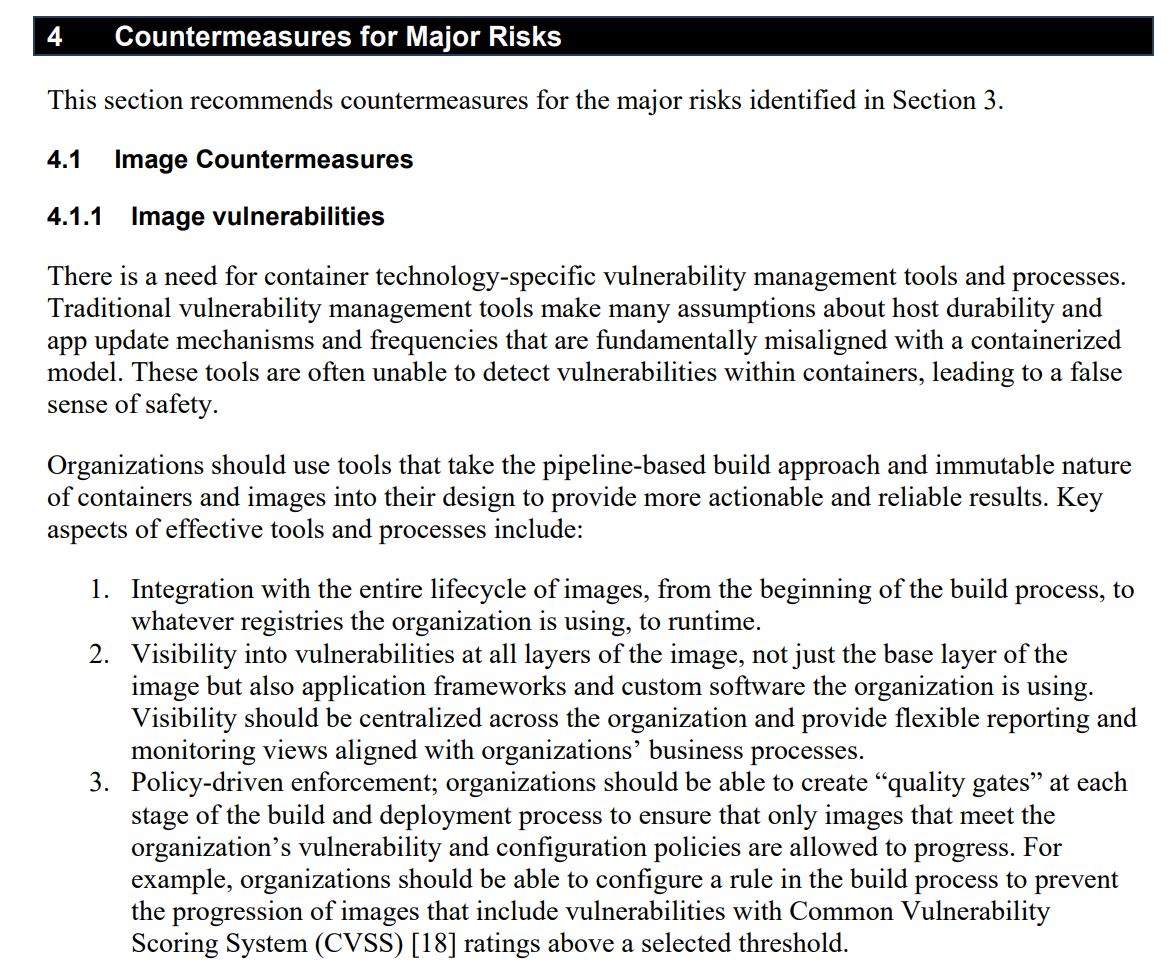 4 Countermeasures for Major Risks
This section recommends countermeasures for the major risks identified in Section 3.
4.1 Image Countermeasures
4.1.1 Image vulnerabilities
There is a need for container technology-specific vulnerability management tools and processes.
Traditional vulnerability management tools make many assumptions about host durability and
app update mechanisms and frequencies that are fundamentally misaligned with a containerized
model. These tools are often unable to detect vulnerabilities within containers, leading to a false
sense of safety.
Organizations should use tools that take the pipeline-based build approach and immutable nature
of containers and images into their design to provide more actionable and reliable results. Key
aspects of effective tools and processes include:
1. Integration with the entire lifecycle of images, from the beginning of the build process, to
whatever registries the organization is using, to runtime.
2. Visibility into vulnerabilities at all layers of the image, not just the base layer of the
image but also application frameworks and custom software the organization is using.
Visibility should be centralized across the organization and provide flexible reporting and
monitoring views aligned with organizations’ business processes.
3. Policy-driven enforcement; organizations should be able to create “quality gates” at each
stage of the build and deployment process to ensure that only images that meet the
organization’s vulnerability and configuration policies are allowed to progress. For
example, organizations should be able to configure a rule in the build process to prevent
the progression of images that include vulnerabilities with Common Vulnerability
Scoring System (CVSS) [18] ratings above a selected threshold.